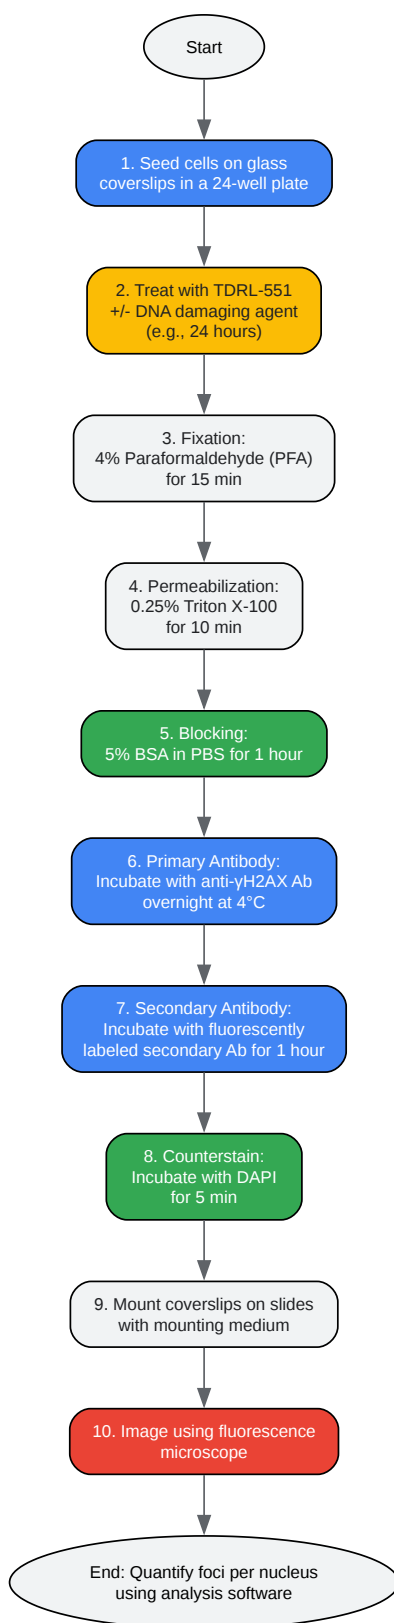 Start
1. Seed cells on glass
coverslips in a 24-well plate
2. Treat with TDRL-551
+/- DNA damaging agent
(e.g., 24 hours)
3. Fixation:
4% Paraformaldehyde (PFA)
for 15 min
4. Permeabilization:
0.25% Triton X-100
for 10 min
5. Blocking:
5% BSA in PBS for 1 hour
6. Primary Antibody:
Incubate with anti-γH2AX Ab
overnight at 4°C
7. Secondary Antibody:
Incubate with fluorescently
labeled secondary Ab for 1 hour
8. Counterstain:
Incubate with DAPI
for 5 min
9. Mount coverslips on slides
with mounting medium
10. Image using fluorescence
microscope
End: Quantify foci per nucleus
using analysis software